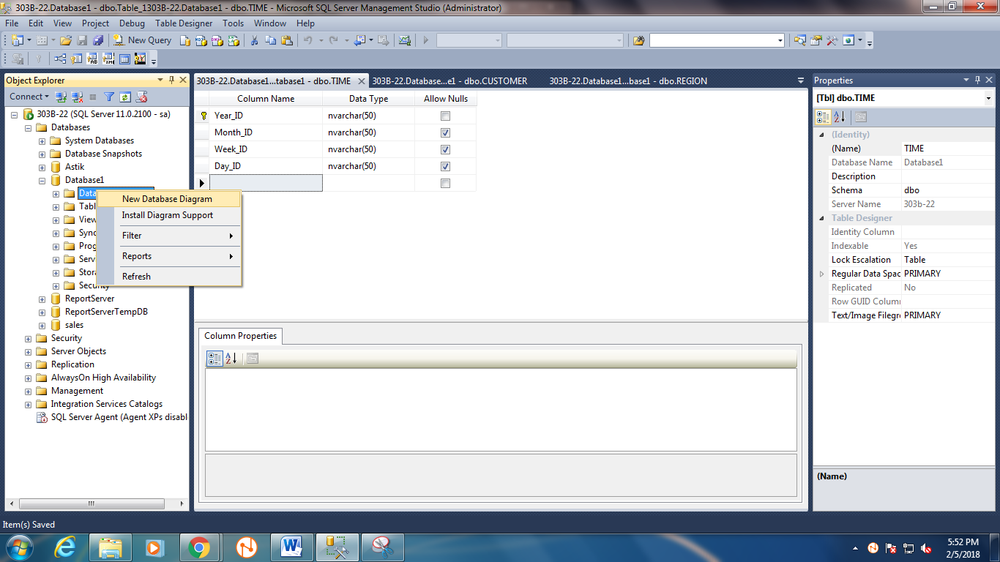 303B-22.Database1 - dbo.Table_1303B-22.Database1 - dbo.TIME - Microsoft SQL Server Management Studio (Administrator)
File Edit View Project Debug Table Designer Tools Window Help
New Query
Object Explorer
Connect
303B-22 (SQL Server 11.0.2100 - sa)
Databases
System Databases
Database Snapshots
Astik
Database1
Data
Tabl
View
Syno
Prog
Servi
Stora
Security
ReportServer
ReportServerTempDB
sales
Security
Server Objects
Replication
AlwaysOn High Availability
Management
Integration Services Catalogs
SQL Server Agent (Agent XPs disabl
New Database Diagram
Install Diagram Support
Filter
Reports
Refresh
303B-22.Database1...tabase1 - dbo.TIME
303B-22.Database...e1 - dbo.CUSTOMER
303B-22.Database1...base1 - dbo.REGION
Column Name Data Type Allow Nulls
Year_ID nvarchar(50)
Month_ID nvarchar(50)
Week_ID nvarchar(50)
Day_ID nvarchar(50)
Column Properties
Properties
[Tbl] dbo.TIME
(Identity)
(Name) TIME
Database Name Database1
Description
Schema dbo
Server Name 303b-22
Table Designer
Identity Column
Indexable Yes
Lock Escalation Table
Regular Data Spac PRIMARY
Replicated No
Row GUID Colum
Text/Image Filegr PRIMARY
(Name)
Item(s) Saved
5:52 PM
2/5/2018